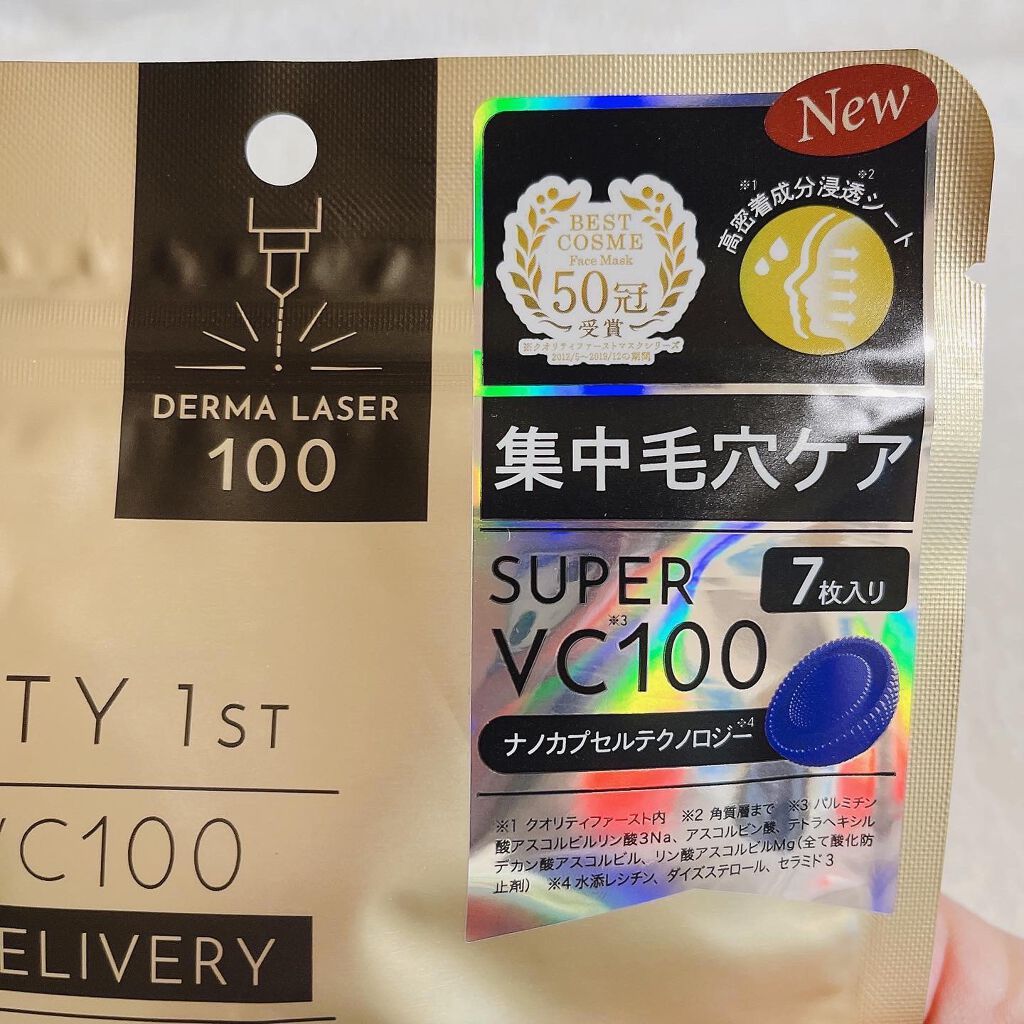 DERMA LASER
100
TY 1ST
VC100
ELIVERY
New
BEST
COSME
Face Mask
50冠
受賞
※クオリティファーストマスクシリーズ
2012/5~2019/12の期間
※1 ※2
高密着成分浸透シート
集中毛穴ケア
SUPER
7枚入り
※3
VC100
ナノカプセルテクノロジー※4
※1 クオリティファースト内 ※2 角質層まで ※3 パルミチン
酸アスコルビルリン酸3Na、アスコルビン酸、テトラヘキシル
デカン酸アスコルビル、リン酸アスコルビルMg(全て酸化防
止剤) ※4 水添レシチン、ダイズステロール、セラミド3